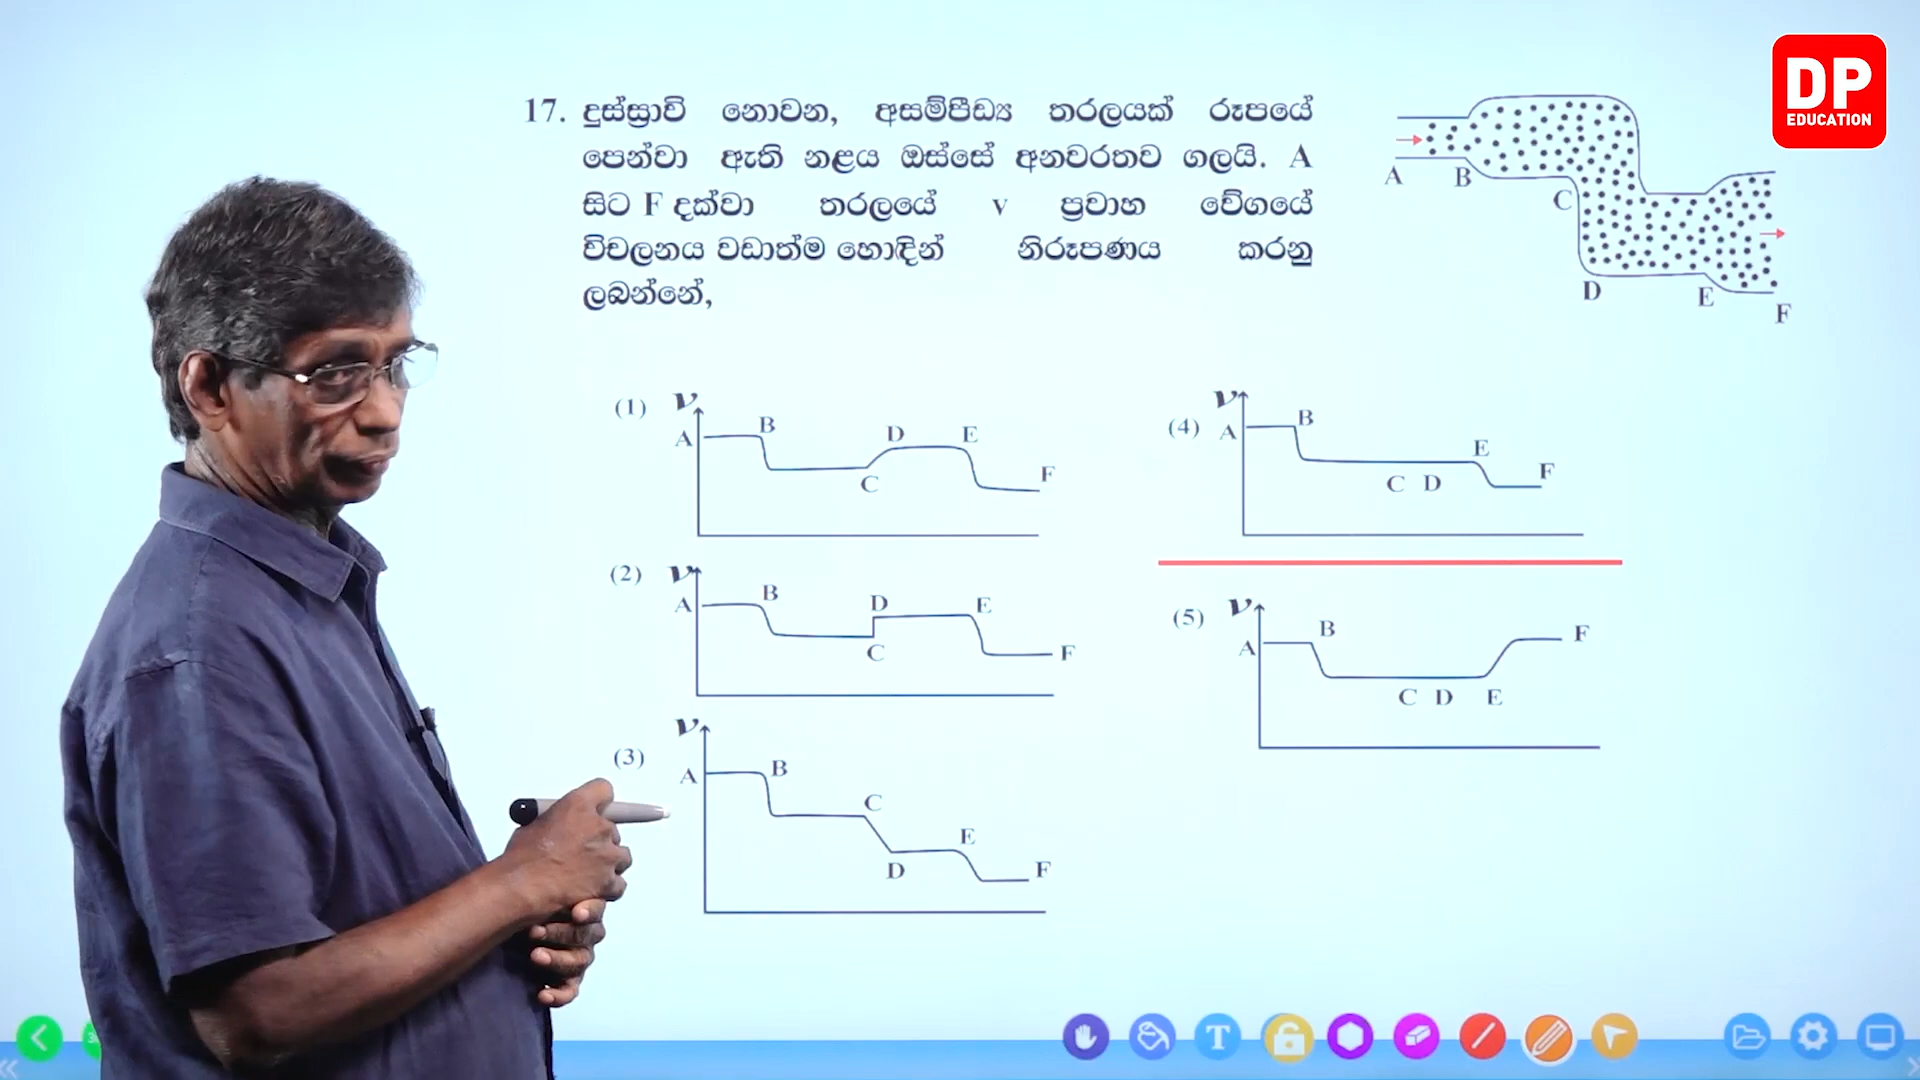 DP
EDUCATION
17. දුස්ස්‍රාවි නොවන, අසම්පීඩ්‍ය තරලයක් රූපයේ
පෙන්වා ඇති නළය ඔස්සේ අනවරතව ගලයි. A
සිට F දක්වා තරලයේ v ප්‍රවාහ වේගයේ
විචලනය වඩාත්ම හොඳින් නිරූපණය කරනු
ලබන්නේ,
A B C D E F
(1) v A B C D E F
(2) v A B C D E F
(3) v A B C D E F
(4) v A B C D E F
(5) v A B C D E F
T